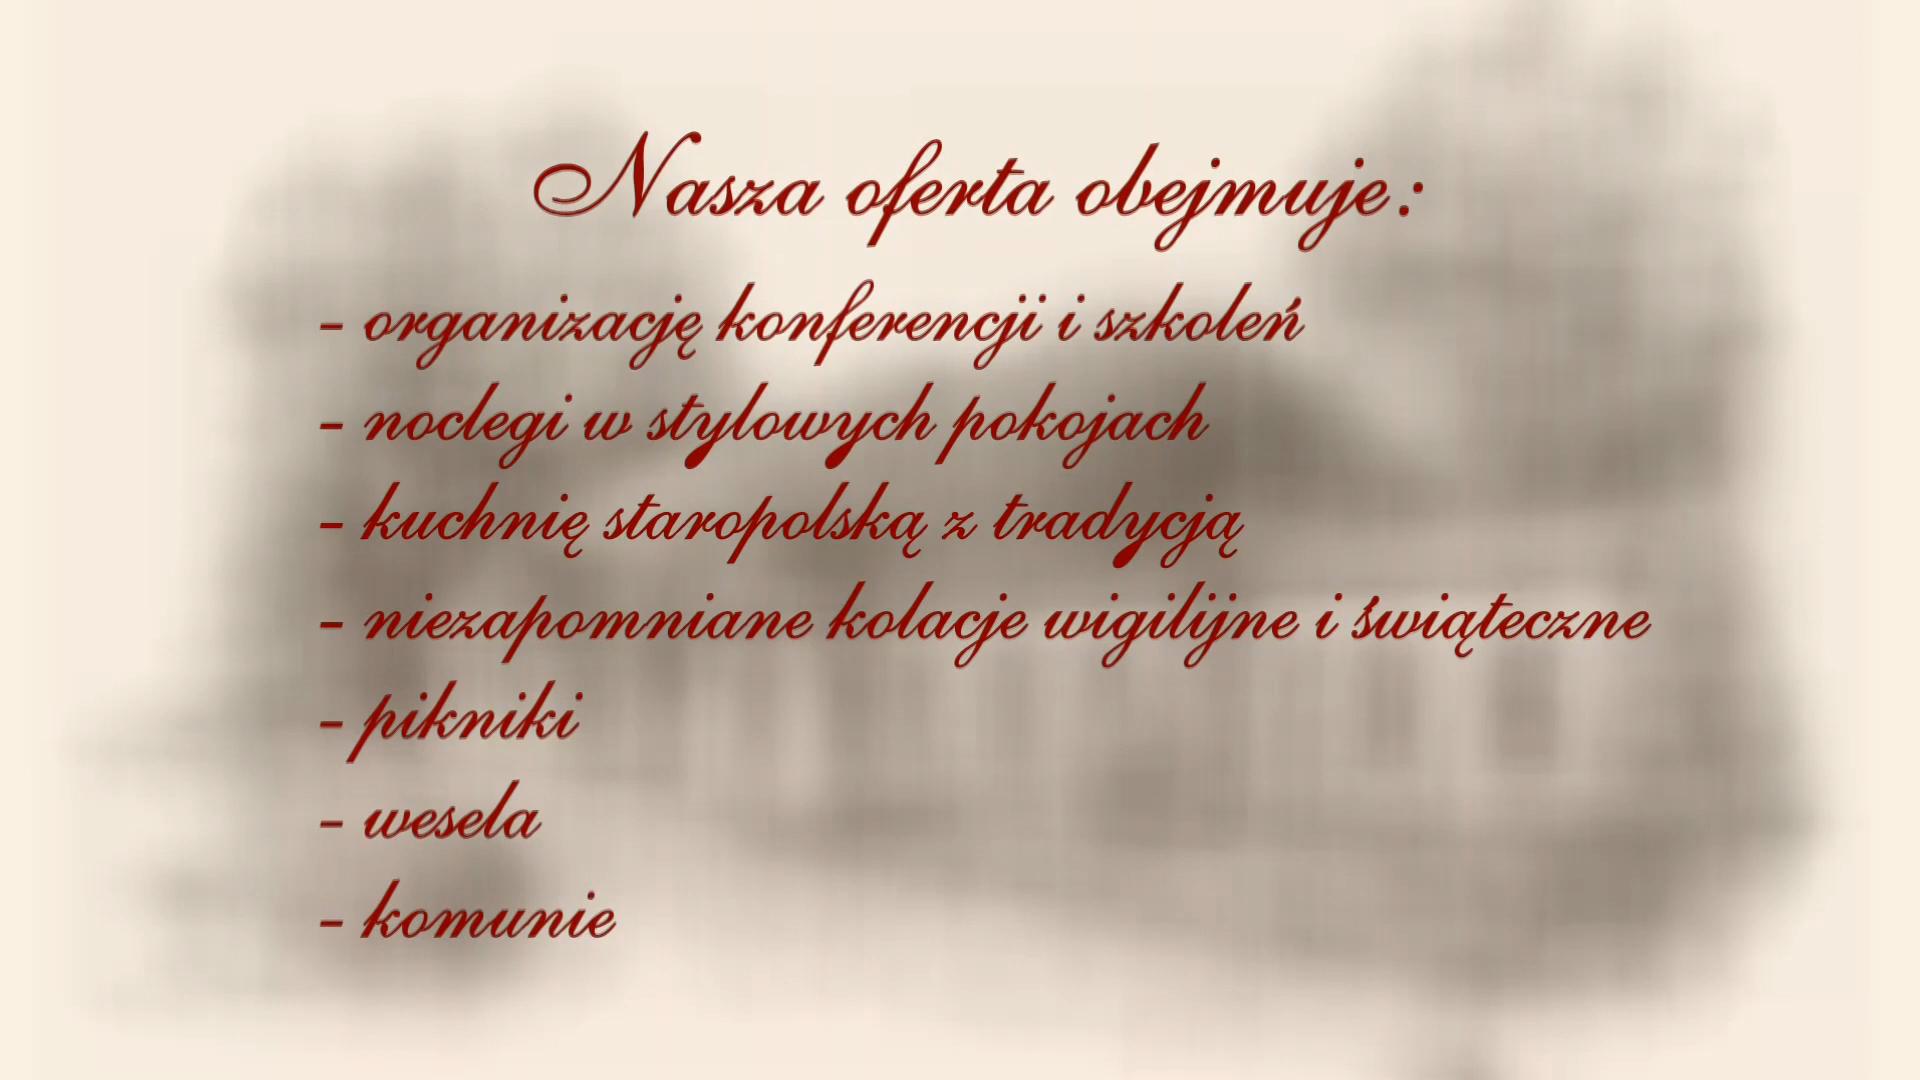 Nasza oferta obejmuje:
- organizację konferencji i szkoleń
- noclegi w stylowych pokojach
- kuchnię staropolską z tradycją
- niezapomniane kolacje wigilijne i świąteczne
- pikniki
- wesela
- komunie